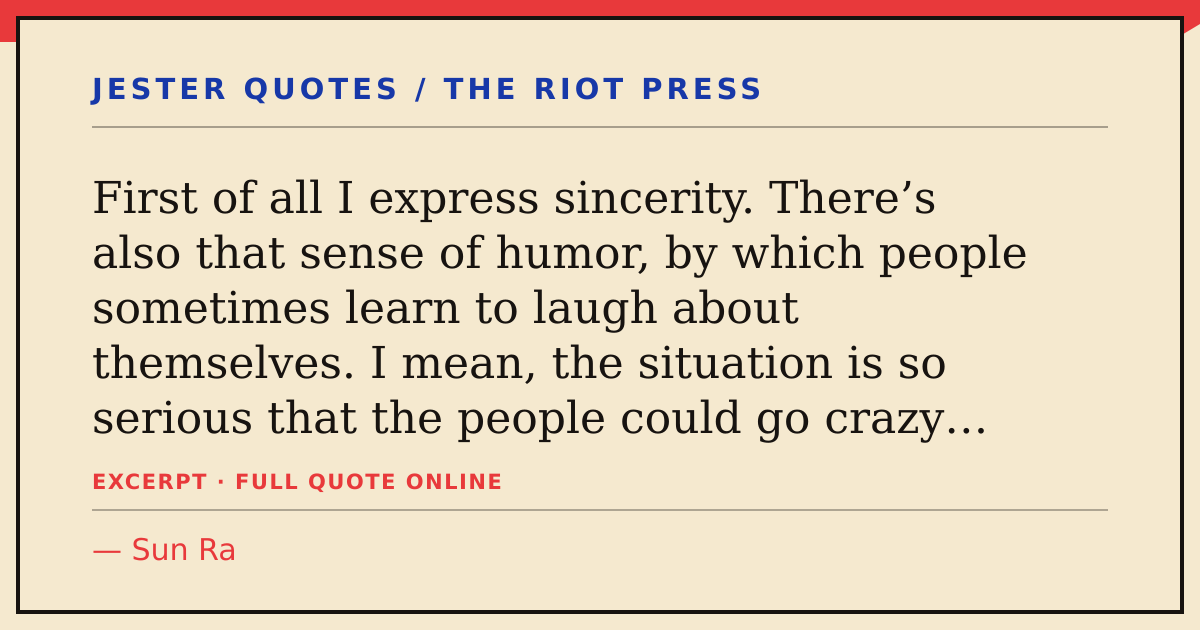 JESTER QUOTES / THE RIOT PRESS
First of all I express sincerity. There’s
also that sense of humor, by which people
sometimes learn to laugh about
themselves. I mean, the situation is so
serious that the people could go crazy…
EXCERPT · FULL QUOTE ONLINE
— Sun Ra